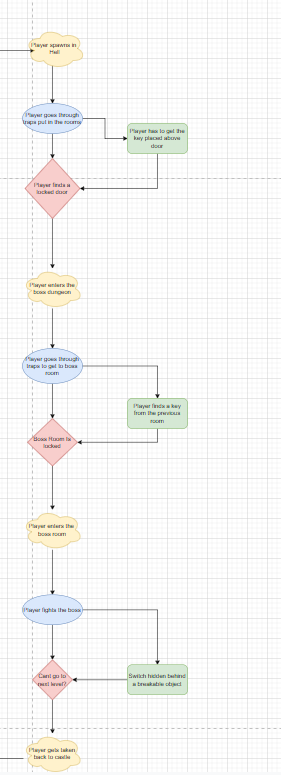 Player spawns in
Hall
Player goes through
traps put in the rooms
Player has to get the
key placed above
door
Player finds a
locked door
Player enters the
boss dungeon
Player goes through
traps to get to boss
room
Player finds a key
from the previous
room
Boss Room is
locked
Player enters the
boss room
Player fights the boss
Cant go to
next level?
Switch hidden behind
a breakable object
Player gets taken
back to castle